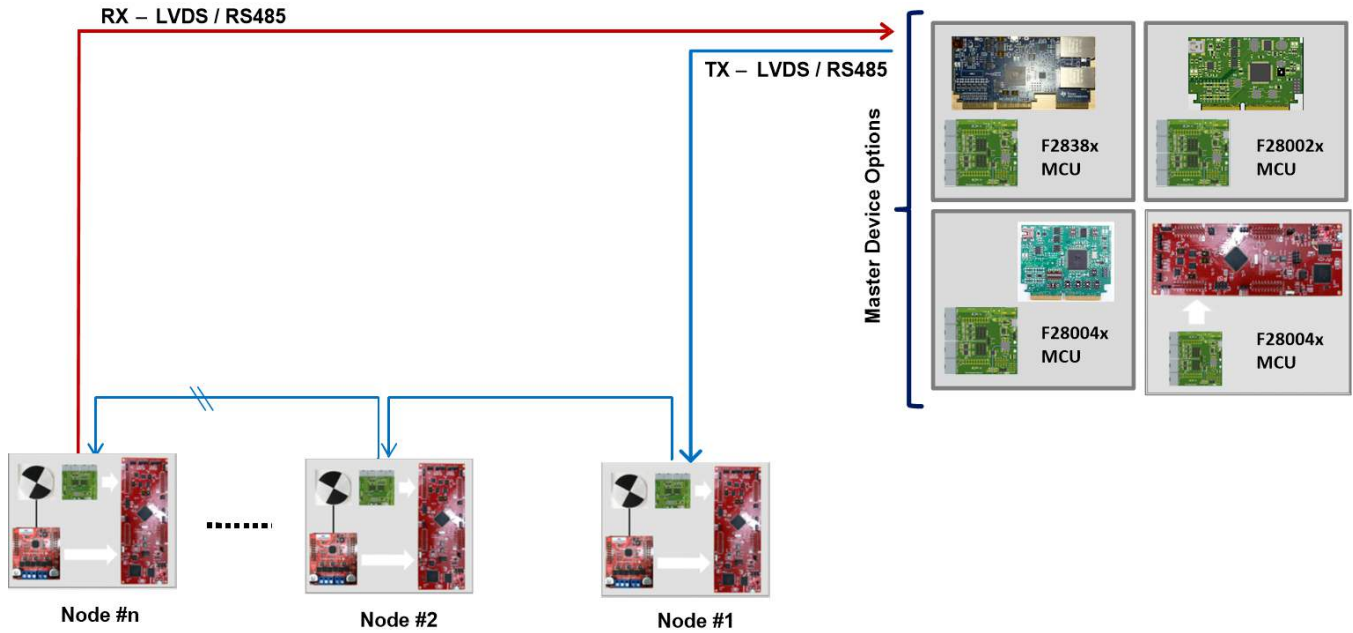 RX – LVDS / RS485
TX – LVDS / RS485
Master Device Options
F2838x
MCU
F28002x
MCU
F28004x
MCU
F28004x
MCU
Node #n
Node #2
Node #1